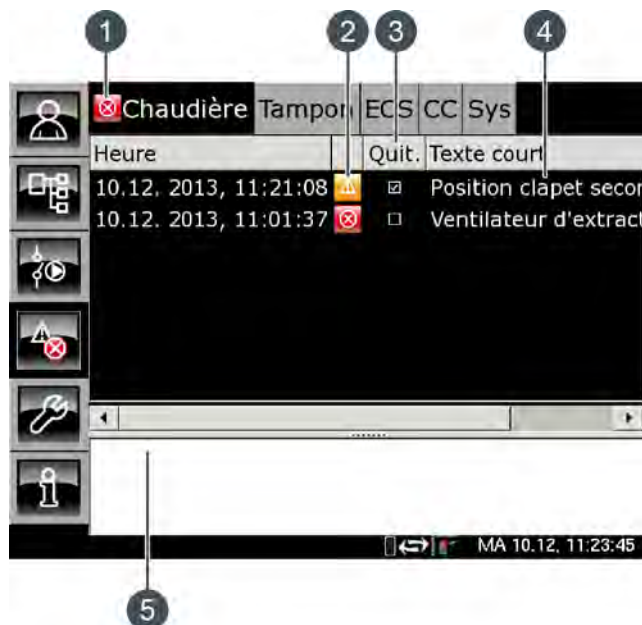 1 2 3 4
Chaudière Tampon ECS CC Sys
Heure Quit. Texte court
10.12. 2013, 11:21:08 Position clapet secon
10.12. 2013, 11:01:37 Ventilateur d'extract
MA 10.12, 11:23:45
5